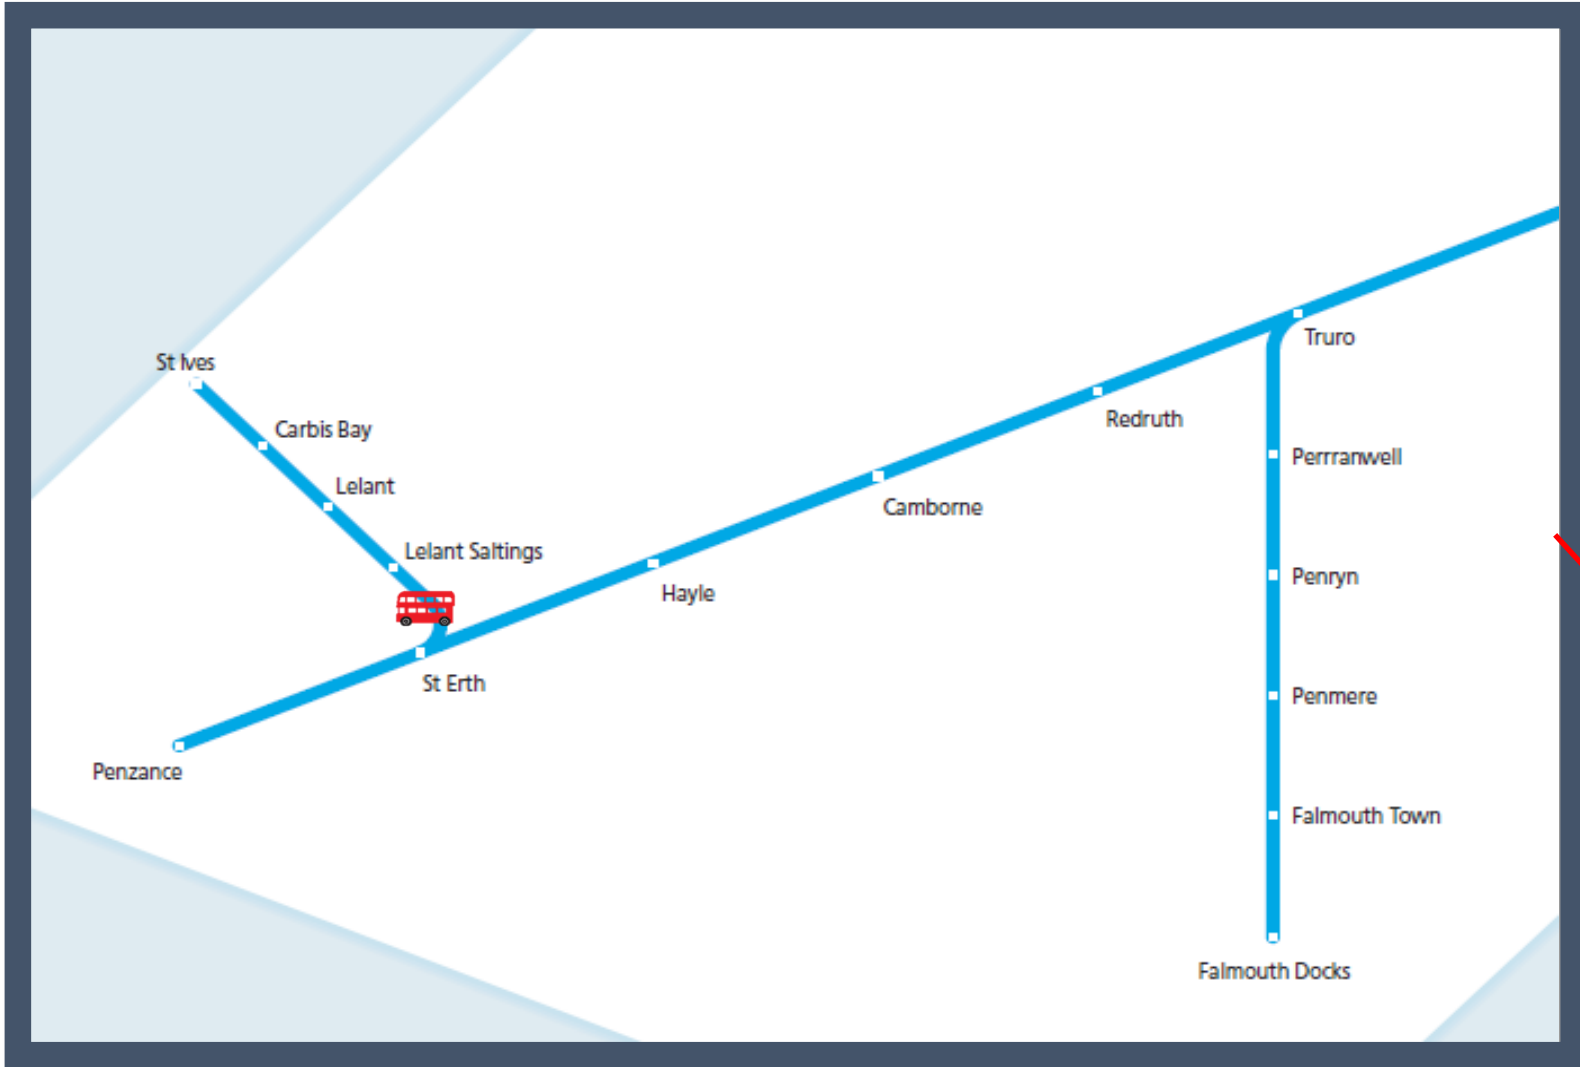 St Ives
Carbis Bay
Lelant
Lelant Saltings
St Erth
Penzance
Hayle
Camborne
Redruth
Truro
Perrranwell
Penryn
Penmere
Falmouth Town
Falmouth Docks